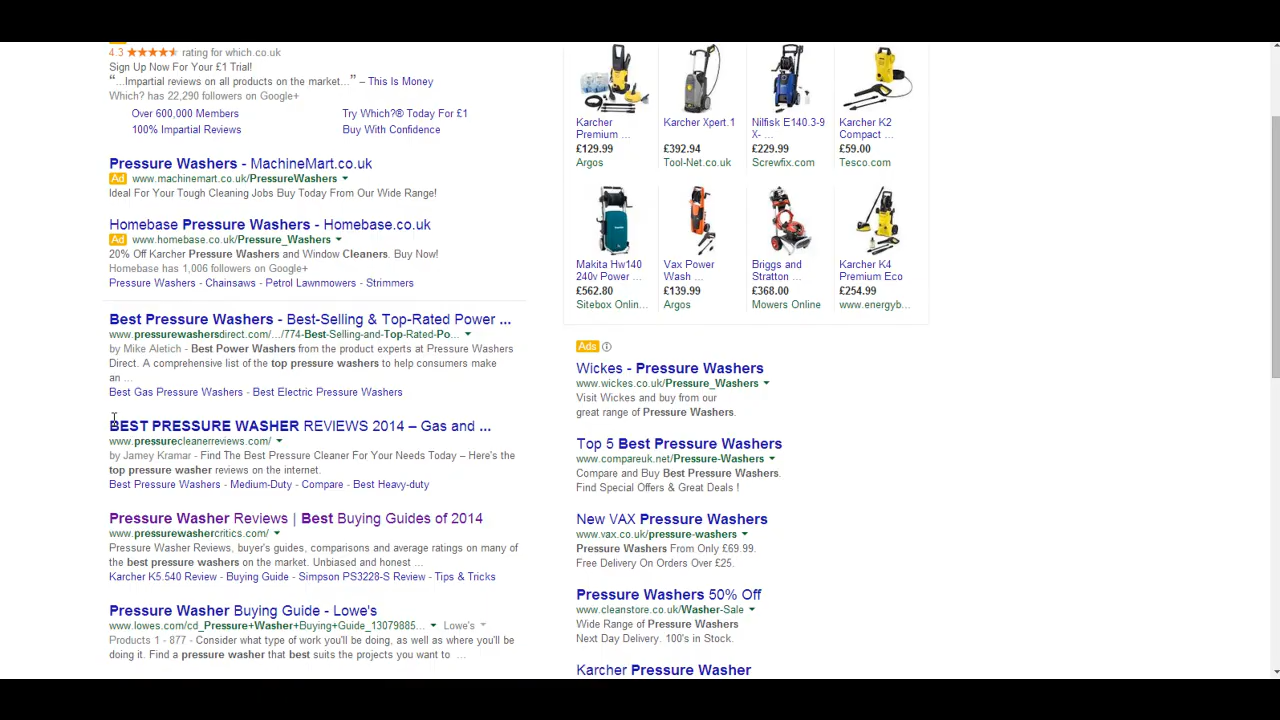 4.3 ★★★★★ rating for which.co.uk
Sign Up Now For Your £1 Trial!
“...Impartial reviews on all products on the market...” – This Is Money
Which? has 22,290 followers on Google+
Over 600,000 Members
Try Which?® Today For £1
100% Impartial Reviews
Buy With Confidence
Pressure Washers - MachineMart.co.uk
Ad www.machinemart.co.uk/PressureWashers
Ideal For Your Tough Cleaning Jobs Buy Today From Our Wide Range!
Homebase Pressure Washers - Homebase.co.uk
Ad www.homebase.co.uk/Pressure_Washers
20% Off Karcher Pressure Washers and Window Cleaners. Buy Now!
Homebase has 1,006 followers on Google+
Pressure Washers - Chainsaws - Petrol Lawnmowers - Strimmers
Best Pressure Washers - Best-Selling & Top-Rated Power ...
www.pressurewashersdirect.com/.../774-Best-Selling-and-Top-Rated-Po...
by Mike Aletich - Best Power Washers from the product experts at Pressure Washers
Direct. A comprehensive list of the top pressure washers to help consumers make
an ...
Best Gas Pressure Washers - Best Electric Pressure Washers
BEST PRESSURE WASHER REVIEWS 2014 – Gas and ...
www.pressurecleanerreviews.com/
by Jamey Kramar - Find The Best Pressure Cleaner For Your Needs Today – Here's the
top pressure washer reviews on the internet.
Best Pressure Washers - Medium-Duty - Compare - Best Heavy-duty
Pressure Washer Reviews | Best Buying Guides of 2014
www.pressurewashercritics.com/
Pressure Washer Reviews, buyer's guides, comparisons and average ratings on many of
the best pressure washers on the market. Unbiased and honest ...
Karcher K5.540 Review - Buying Guide - Simpson PS3228-S Review - Tips & Tricks
Pressure Washer Buying Guide - Lowe's
www.lowes.com/cd_Pressure+Washer+Buying+Guide_13079885... Lowe's
Products 1 - 877 - Consider what type of work you'll be doing, as well as where you'll be
doing it. Find a pressure washer that best suits the projects you want to ...
Karcher
Premium ...
£129.99
Argos
Karcher Xpert.1
£392.94
Tool-Net.co.uk
Nilfisk E140.3-9
X- ...
£229.99
Screwfix.com
Karcher K2
Compact ...
£59.00
Tesco.com
Makita Hw140
240v Power ...
£562.80
Sitebox Onlin...
Vax Power
Wash ...
£139.99
Argos
Briggs and
Stratton ...
£368.00
Mowers Online
Karcher K4
Premium Eco
£254.99
www.energyb...
Ads
Wickes - Pressure Washers
www.wickes.co.uk/Pressure_Washers
Visit Wickes and buy from our
great range of Pressure Washers.
Top 5 Best Pressure Washers
www.compareuk.net/Pressure-Washers
Compare and Buy Best Pressure Washers.
Find Special Offers & Great Deals !
New VAX Pressure Washers
www.vax.co.uk/pressure-washers
Pressure Washers From Only £69.99.
Free Delivery On Orders Over £25.
Pressure Washers 50% Off
www.cleanstore.co.uk/Washer-Sale
Wide Range of Pressure Washers
Next Day Delivery. 100's in Stock.
Karcher Pressure Washer